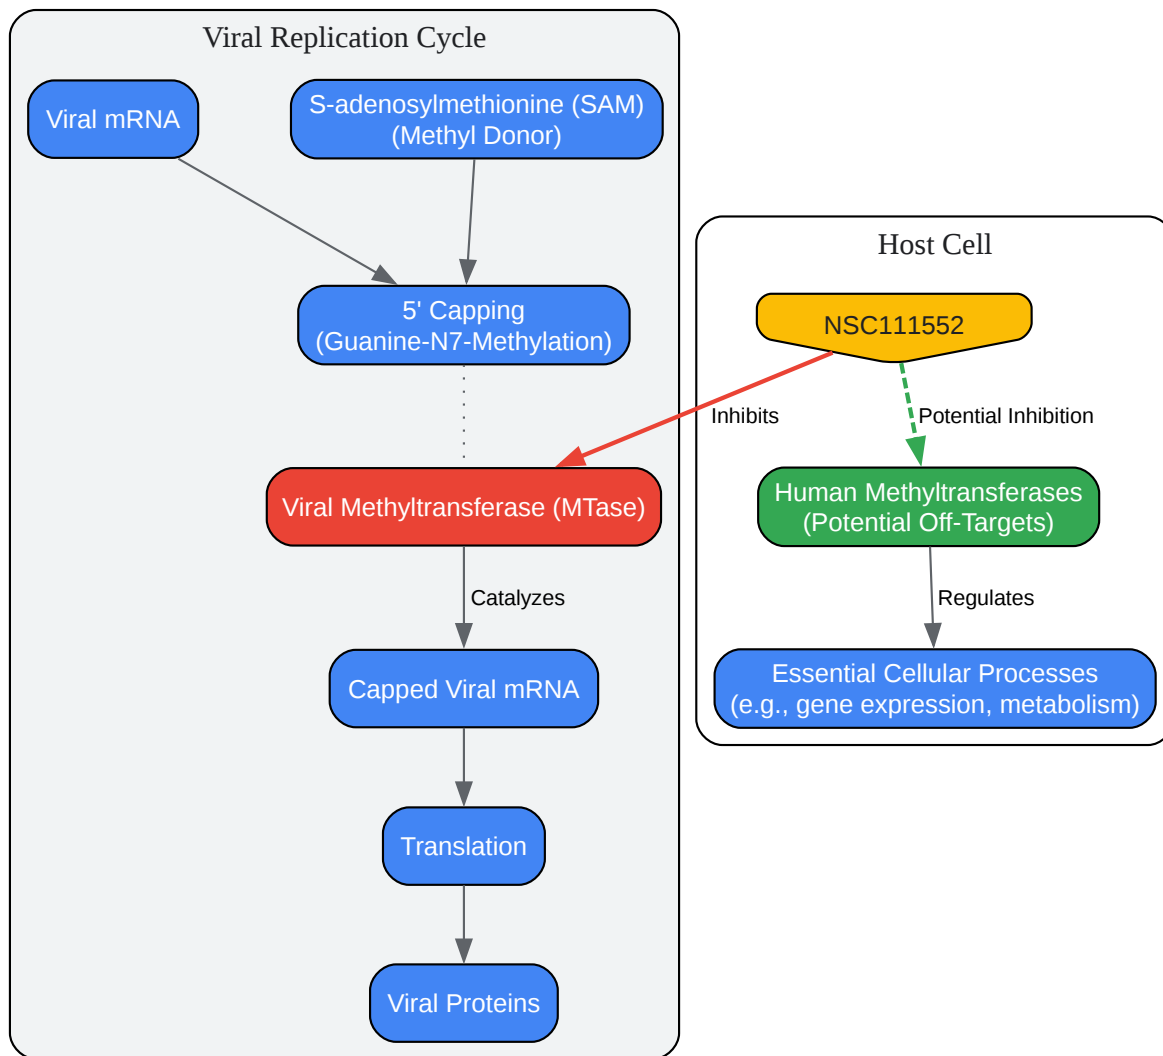 Viral Replication Cycle
Viral mRNA
S-adenosylmethionine (SAM)
(Methyl Donor)
5' Capping
(Guanine-N7-Methylation)
Viral Methyltransferase (MTase)
Catalyzes
Capped Viral mRNA
Translation
Viral Proteins
Host Cell
NSC111552
Inhibits
Potential Inhibition
Human Methyltransferases
(Potential Off-Targets)
Regulates
Essential Cellular Processes
(e.g., gene expression, metabolism)